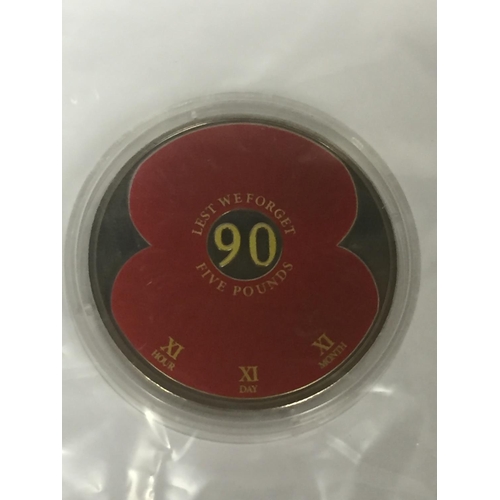 LEST WE FORGET
90
FIVE POUNDS
XI
HOUR
XI
DAY
XI
MONTH